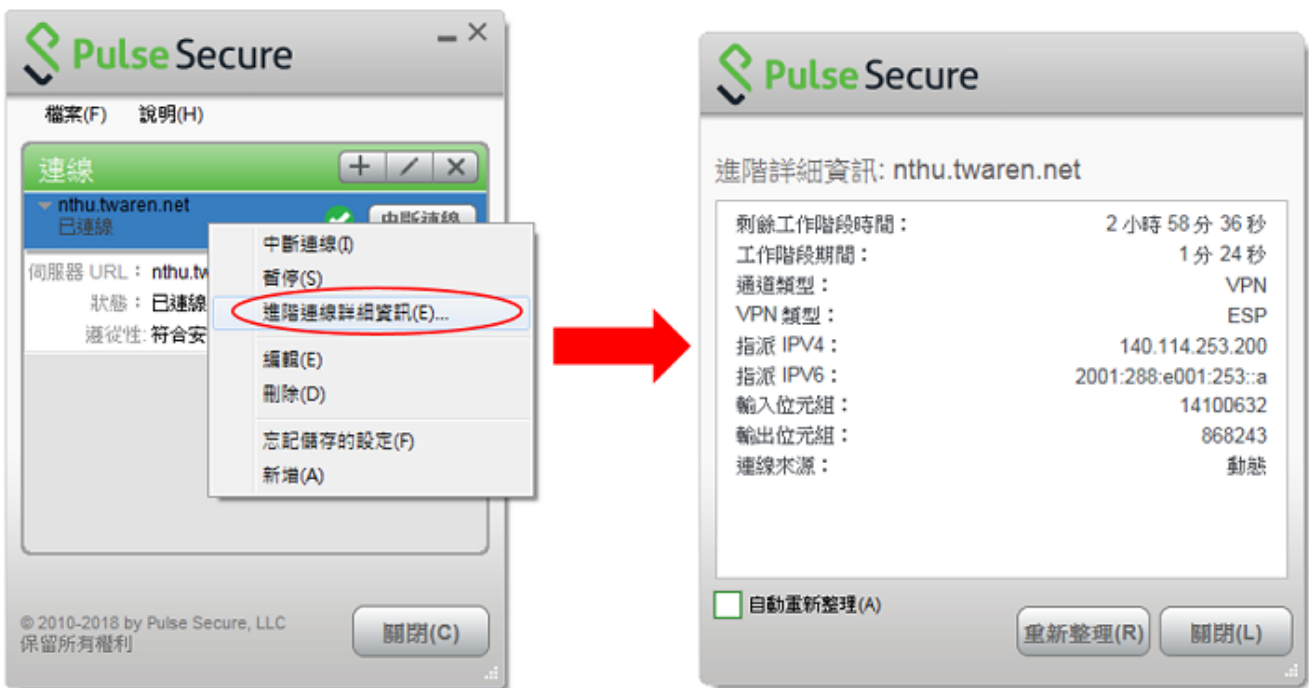 Pulse Secure
檔案(F) 說明(H)
連線
nthu.twaren.net
已連線
中斷連線
伺服器 URL： nthu.tw
狀態： 已連線
遵從性: 符合安
中斷連線(I)
暫停(S)
進階連線詳細資訊(E)...
編輯(E)
刪除(D)
忘記儲存的設定(F)
新增(A)
© 2010-2018 by Pulse Secure, LLC
保留所有權利
關閉(C)
Pulse Secure
進階詳細資訊: nthu.twaren.net
剩餘工作階段時間： 2 小時 58 分 36 秒
工作階段期間： 1 分 24 秒
通道類型： VPN
VPN 類型： ESP
指派 IPV4： 140.114.253.200
指派 IPV6： 2001:288:e001:253::a
輸入位元組： 14100632
輸出位元組： 868243
連線來源： 動態
自動重新整理(A)
重新整理(R)
關閉(L)